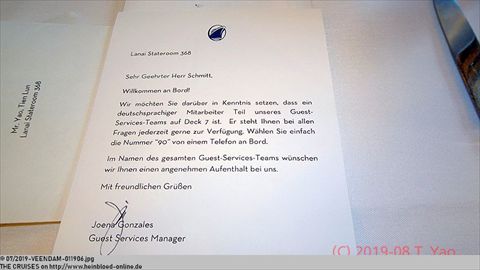 Lanai Stateroom 368
Sehr Geehrter Herr Schmitt,
Willkommen an Bord!
Wir möchten Sie darüber in Kenntnis setzen, dass ein
deutschsprachiger Mitarbeiter Teil unseres Guest-
Services-Teams auf Deck 7 ist. Er steht Ihnen bei allen
Fragen jederzeit gerne zur Verfügung. Wählen Sie einfach
die Nummer "90" von einem Telefon an Bord.
Im Namen des gesamten Guest-Services-Teams wünschen
wir Ihnen einen angenehmen Aufenthalt bei uns.
Mit freundlichen Grüßen
Joena Gonzales
Guest Services Manager
Mr. Yao, Tien Lun
Lanai Stateroom 368
(C) 2019-08 T. Yao
© 07/2019-VEENDAM-011906.jpg
THE CRUISES on http://www.heinbloed-online.de